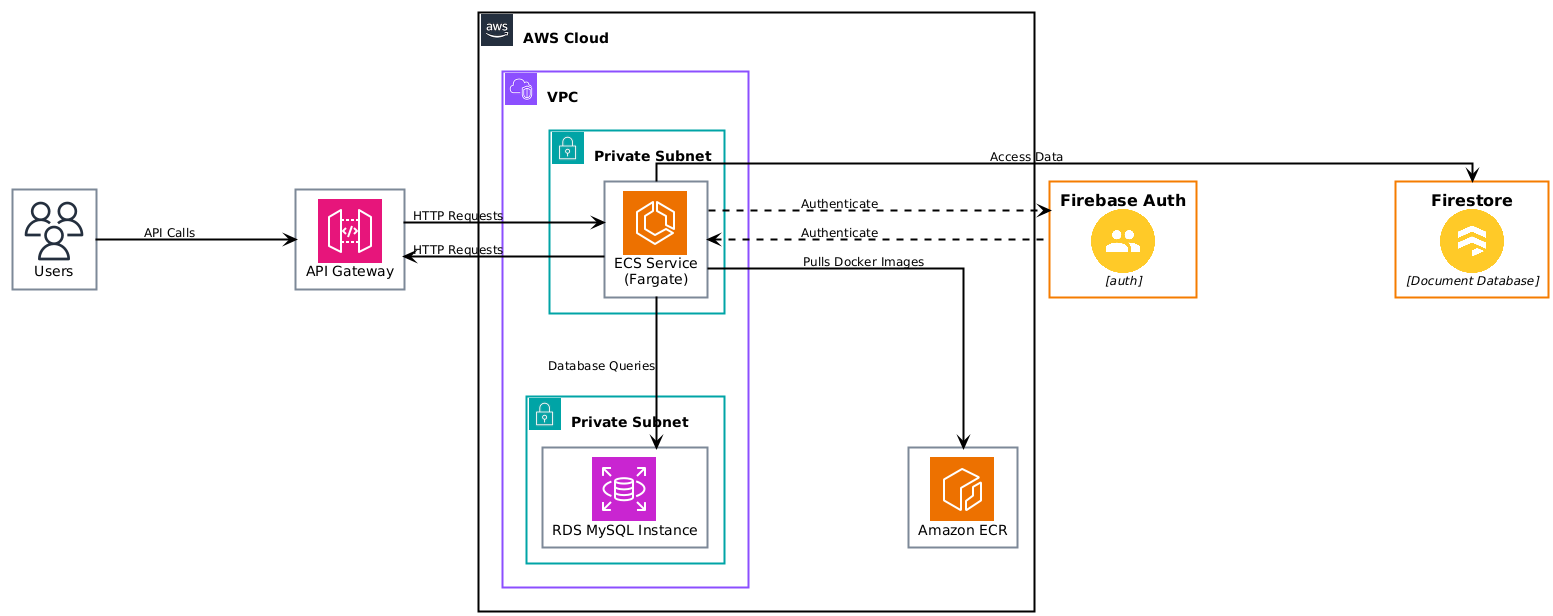 aws
AWS Cloud
VPC
Private Subnet
Access Data
Firebase Auth
Firestore
HTTP Requests
Authenticate
API Calls
Authenticate
HTTP Requests
Users
API Gateway
ECS Service
(Fargate)
Pulls Docker Images
[auth]
[Document Database]
Database Queries
Private Subnet
RDS MySQL Instance
Amazon ECR